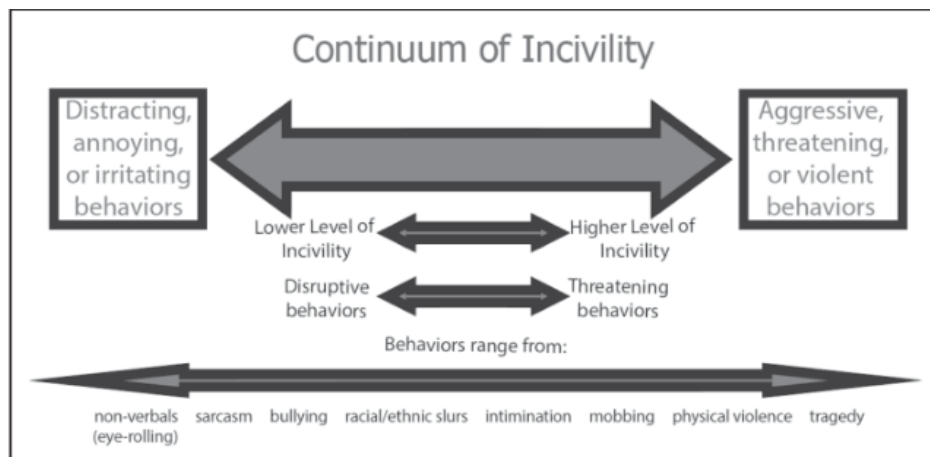 Continuum of Incivility
Distracting,
annoying,
or irritating
behaviors
Aggressive,
threatening,
or violent
behaviors
Lower Level of
Incivility
Higher Level of
Incivility
Disruptive
behaviors
Threatening
behaviors
Behaviors range from:
non-verbals sarcasm bullying racial/ethnic slurs intimination mobbing physical violence tragedy
(eye-rolling)